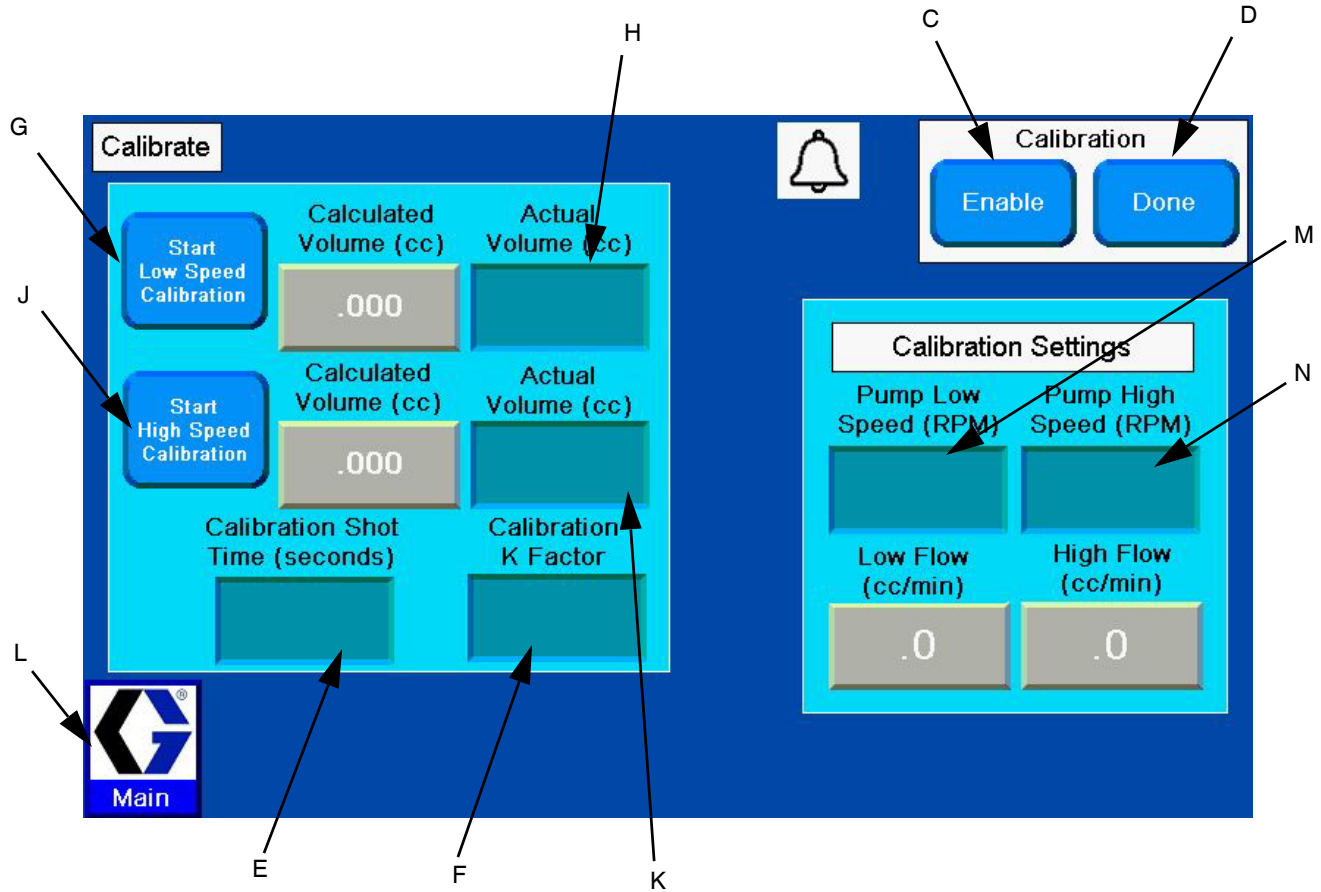 H
C
D
G
J
L
M
N
E
F
K
Calibrate
Calibration
Enable
Done
Start
Low Speed
Calibration
Calculated
Volume (cc)
.000
Actual
Volume (cc)
Start
High Speed
Calibration
Calculated
Volume (cc)
.000
Actual
Volume (cc)
Calibration Shot
Time (seconds)
Calibration
K Factor
Calibration Settings
Pump Low
Speed (RPM)
Pump High
Speed (RPM)
Low Flow
(cc/min)
.0
High Flow
(cc/min)
.0
G®
Main